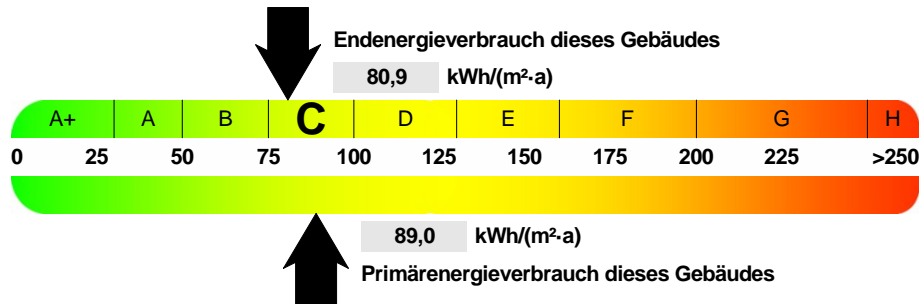 Endenergieverbrauch dieses Gebäudes
80,9 kWh/(m²·a)
A+ A B C D E F G H
0 25 50 75 100 125 150 175 200 225 >250
89,0 kWh/(m²·a)
Primärenergieverbrauch dieses Gebäudes